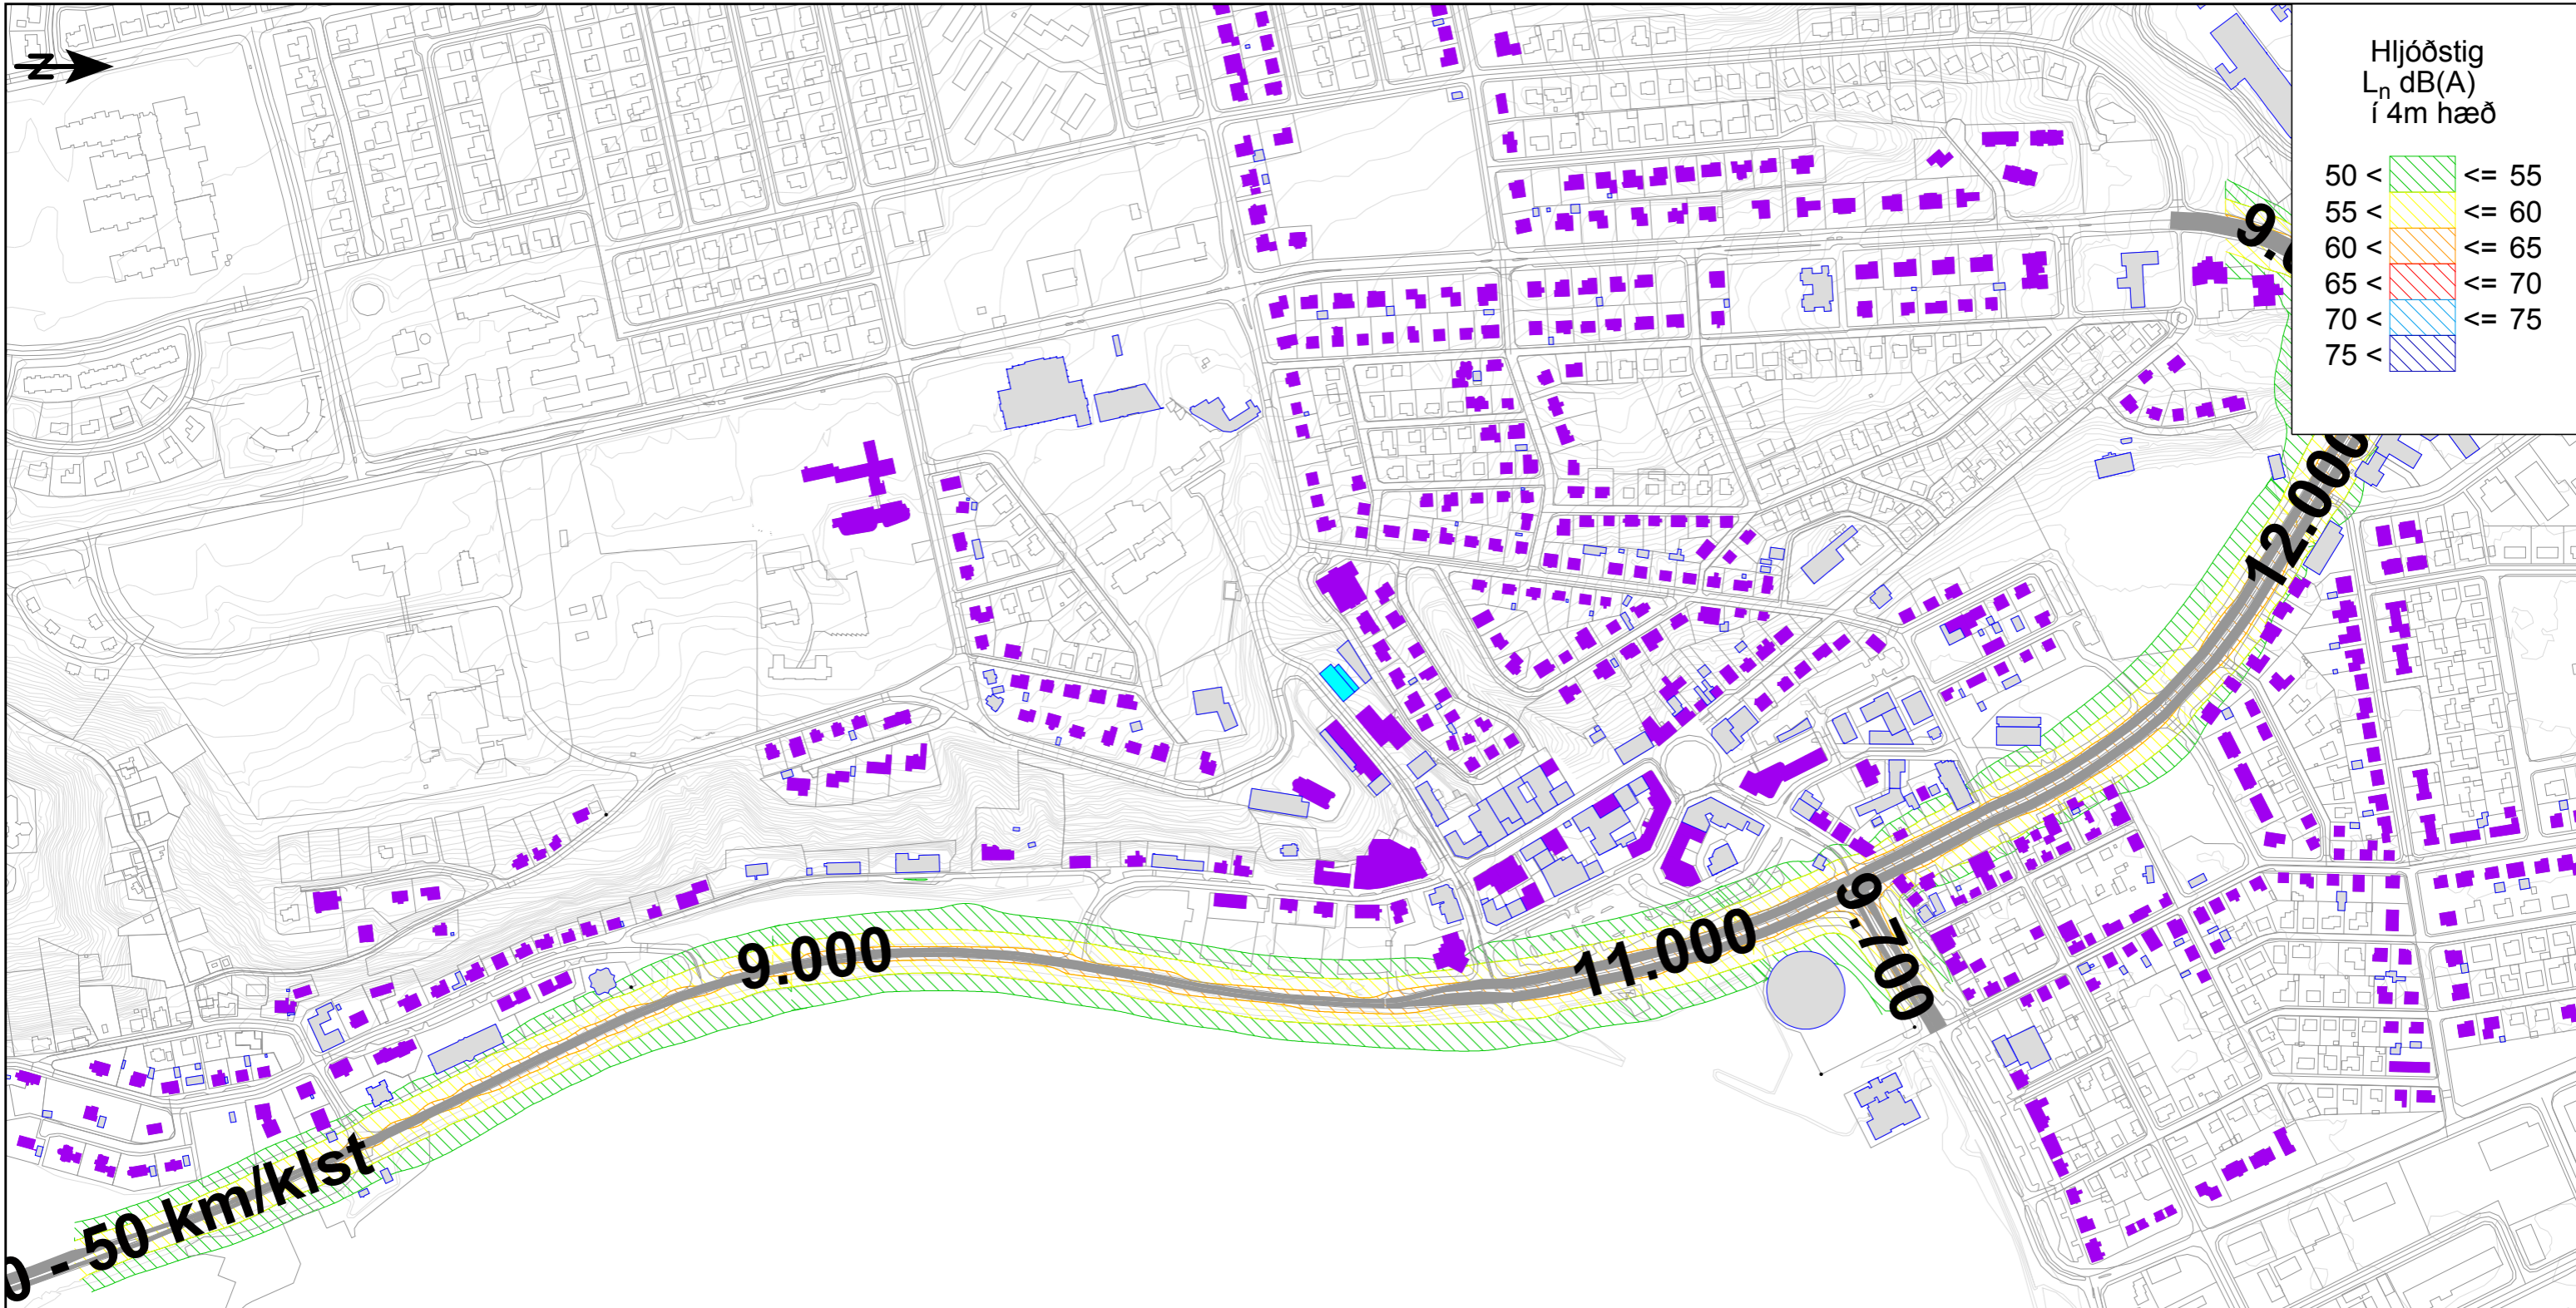 N
Hljóðstig
Ln dB(A)
í 4m hæð
50 < <= 55
55 < <= 60
60 < <= 65
65 < <= 70
70 < <= 75
75 <
12.000
9.000
11.000
9.700
0 - 50 km/klst